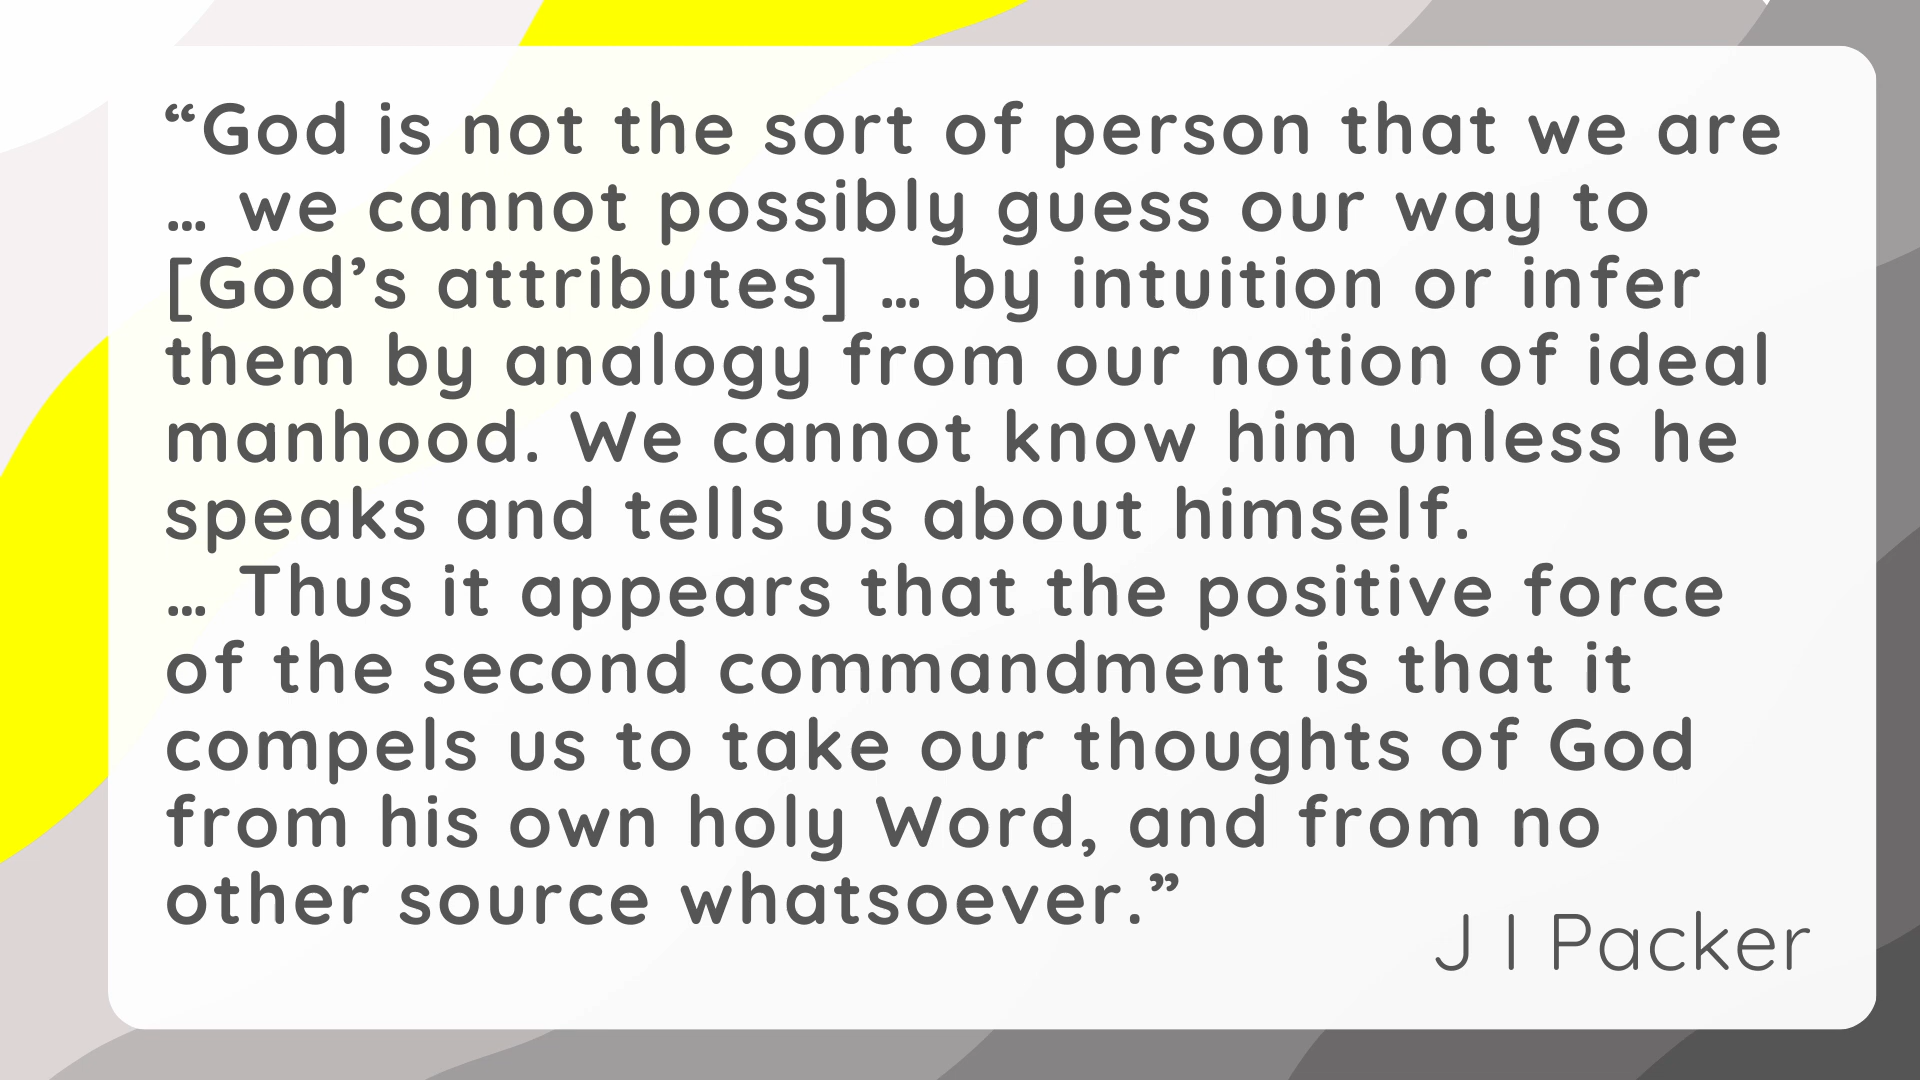 “God is not the sort of person that we are
… we cannot possibly guess our way to
[God’s attributes] … by intuition or infer
them by analogy from our notion of ideal
manhood. We cannot know him unless he
speaks and tells us about himself.
… Thus it appears that the positive force
of the second commandment is that it
compels us to take our thoughts of God
from his own holy Word, and from no
other source whatsoever.”
J I Packer